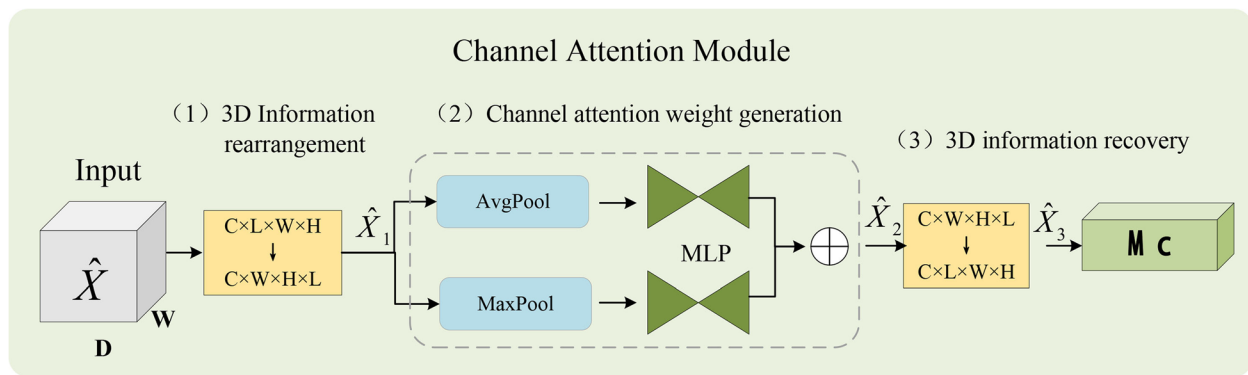 Channel Attention Module
（1）3D Information
rearrangement
（2）Channel attention weight generation
（3）3D information recovery
Input
X̂
W
D
C×L×W×H
↓
C×W×H×L
X̂₁
AvgPool
MaxPool
MLP
X̂₂
C×W×H×L
↓
C×L×W×H
X̂₃
M c